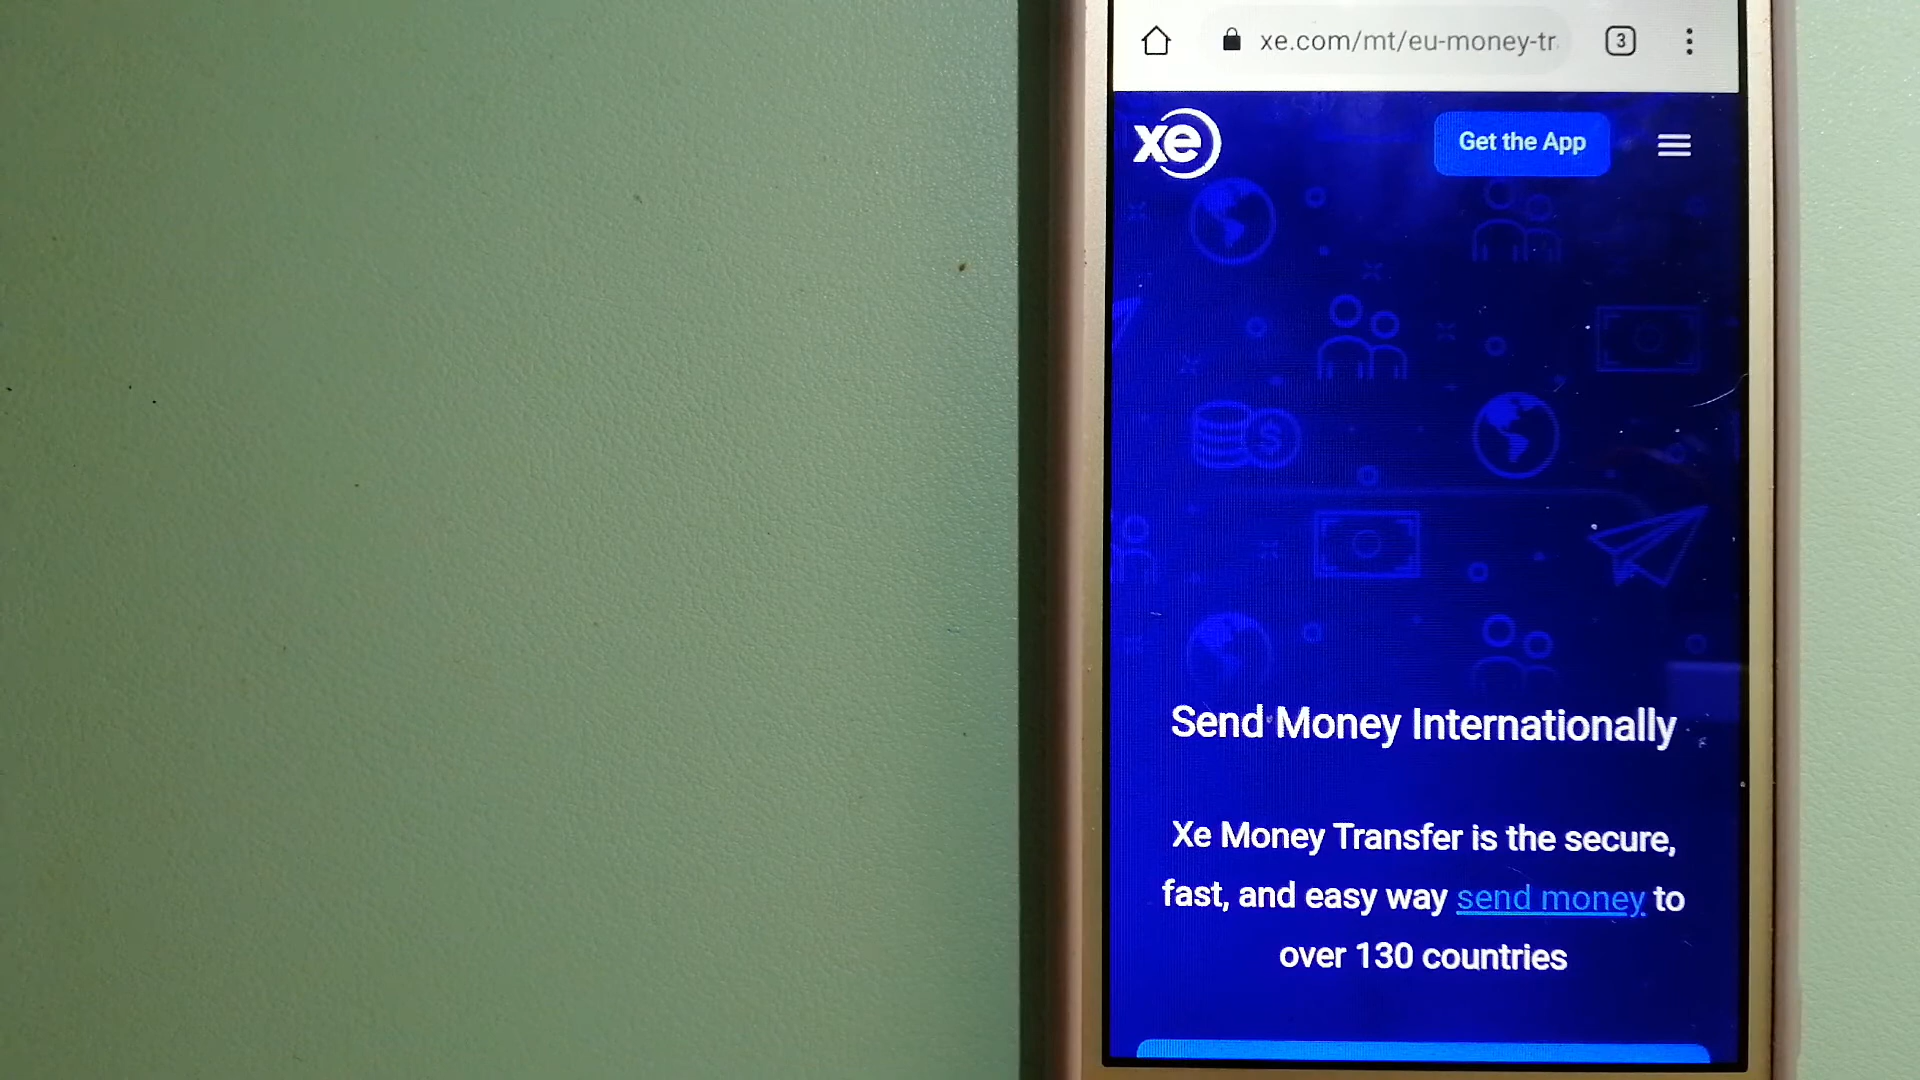 xe.com/mt/eu-money-tr
3
xe
Get the App
$
Send Money Internationally
Xe Money Transfer is the secure,
fast, and easy way send money to
over 130 countries